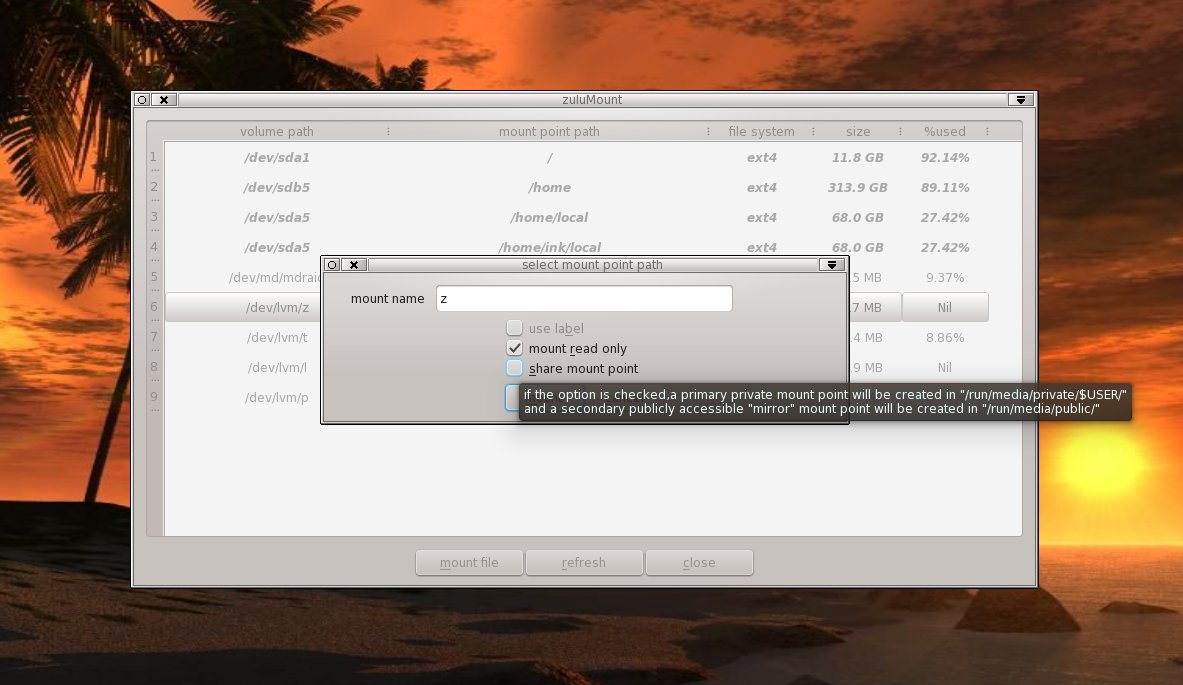 zuluMount
volume path mount point path file system size %used
1 /dev/sda1 / ext4 11.8 GB 92.14%
2 /dev/sdb5 /home ext4 313.9 GB 89.11%
3 /dev/sda5 /home/local ext4 68.0 GB 27.42%
4 /dev/sda5 /home/ink/local ext4 68.0 GB 27.42%
select mount point path
5 /dev/md/mdraid 5 MB 9.37%
mount name z
6 /dev/lvm/z 7 MB Nil
use label
7 /dev/lvm/t 4 MB 8.86%
mount read only
8 /dev/lvm/l 9 MB Nil
share mount point
9 /dev/lvm/p
if the option is checked,a primary private mount point will be created in "/run/media/private/$USER/"
and a secondary publicly accessible "mirror" mount point will be created in "/run/media/public/"
mount file refresh close